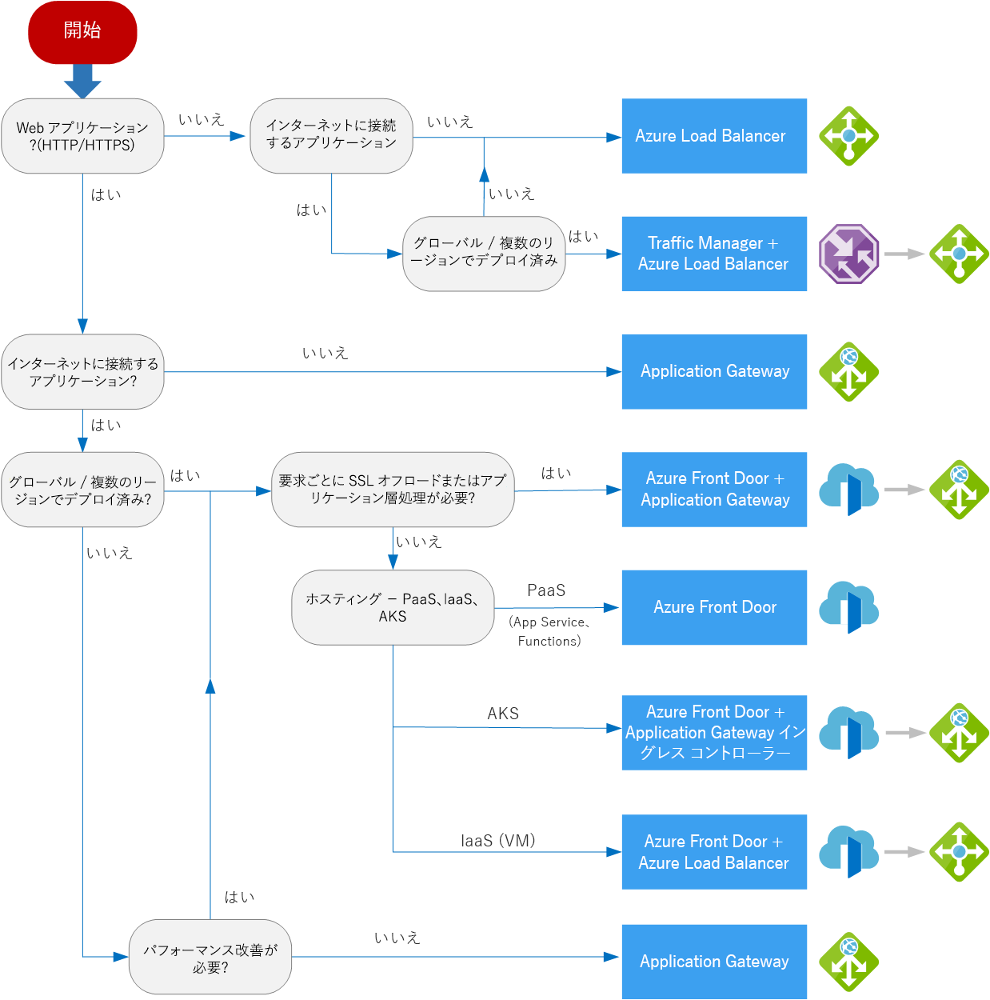 開始
Web アプリケーション
?(HTTP/HTTPS)
いいえ
インターネットに接続
するアプリケーション
いいえ
Azure Load Balancer
はい
はい
いいえ
グローバル / 複数のリ
ージョンでデプロイ済み
はい
Traffic Manager +
Azure Load Balancer
インターネットに接続する
アプリケーション?
いいえ
Application Gateway
はい
グローバル / 複数のリー
ジョンでデプロイ済み?
はい
要求ごとに SSL オフロードまたはアプ
リケーション層処理が必要?
はい
Azure Front Door +
Application Gateway
いいえ
いいえ
ホスティング － PaaS、IaaS、
AKS
PaaS
(App Service、
Functions)
Azure Front Door
AKS
Azure Front Door +
Application Gateway イン
グレス コントローラー
IaaS (VM)
Azure Front Door +
Azure Load Balancer
はい
パフォーマンス改善が
必要?
いいえ
Application Gateway